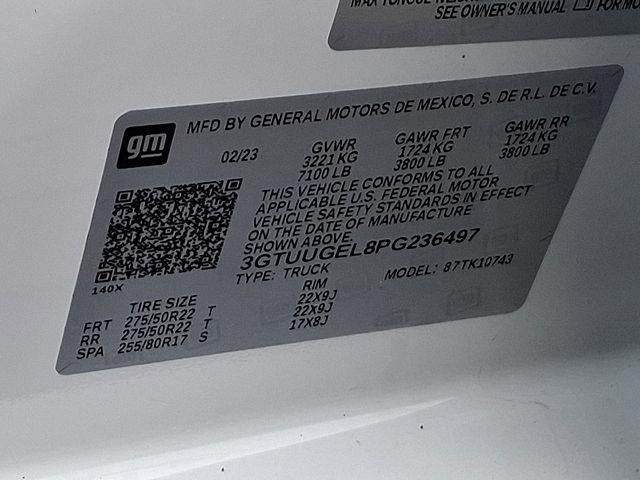 SEE OWNER'S MANUAL
MFD BY GENERAL MOTORS DE MEXICO, S. DE R.L. DE C.V.
gm
02/23
GVWR GAWR FRT GAWR RR
3221 KG 1724 KG 1724 KG
7100 LB 3800 LB 3800 LB
THIS VEHICLE CONFORMS TO ALL
APPLICABLE U.S. FEDERAL MOTOR
VEHICLE SAFETY STANDARDS IN EFFECT
ON THE DATE OF MANUFACTURE
SHOWN ABOVE.
3GTUUGEL8PG236497
140X
TYPE: TRUCK MODEL: 87TK10743
TIRE SIZE RIM
FRT 275/50R22 T 22X9J
RR 275/50R22 T 22X9J
SPA 255/80R17 S 17X8J